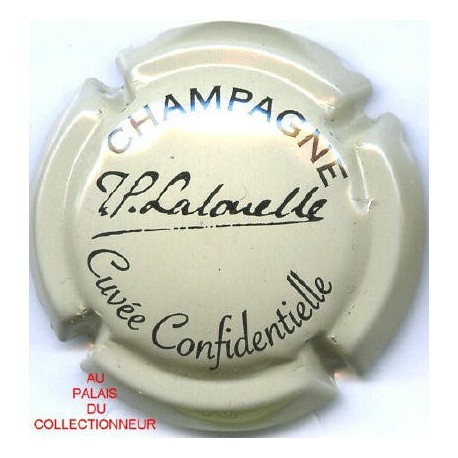 CHAMPAGNE
J.P. Lalouelle
Cuvée Confidentielle
AU
PALAIS
DU
COLLECTIONNEUR